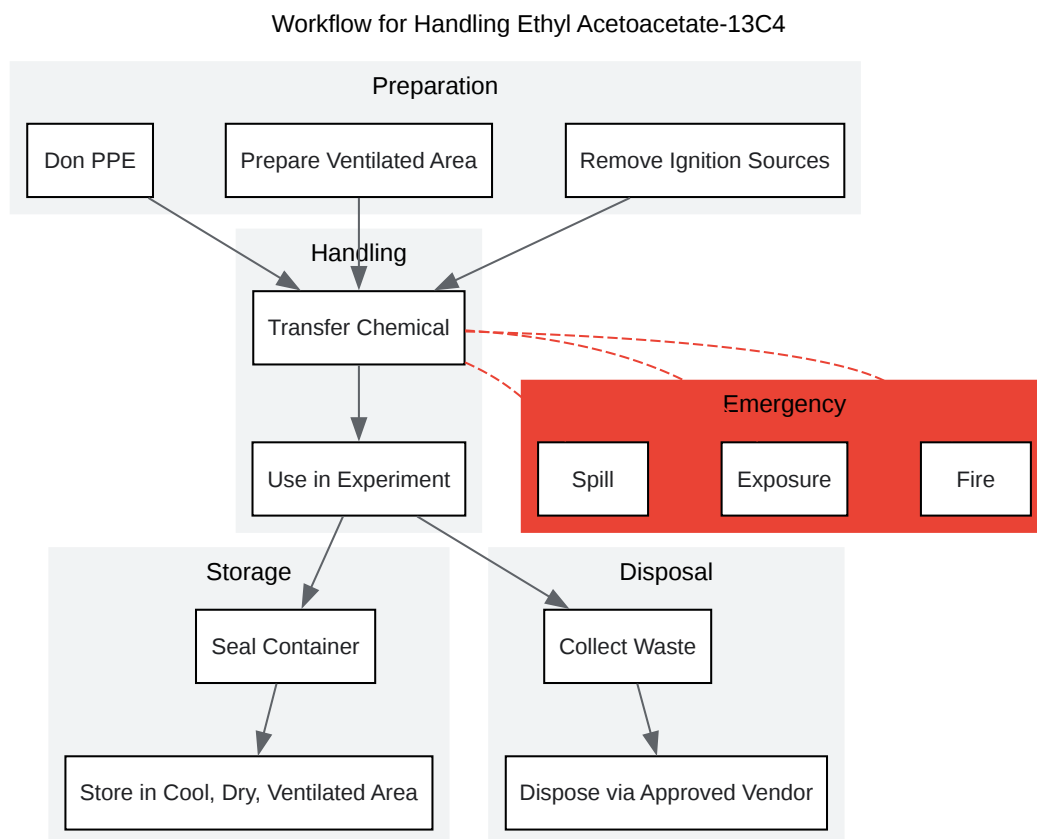 Workflow for Handling Ethyl Acetoacetate-13C4
Preparation
Don PPE
Prepare Ventilated Area
Remove Ignition Sources
Handling
Transfer Chemical
Use in Experiment
Emergency
Spill
Exposure
Fire
Storage
Seal Container
Store in Cool, Dry, Ventilated Area
Disposal
Collect Waste
Dispose via Approved Vendor